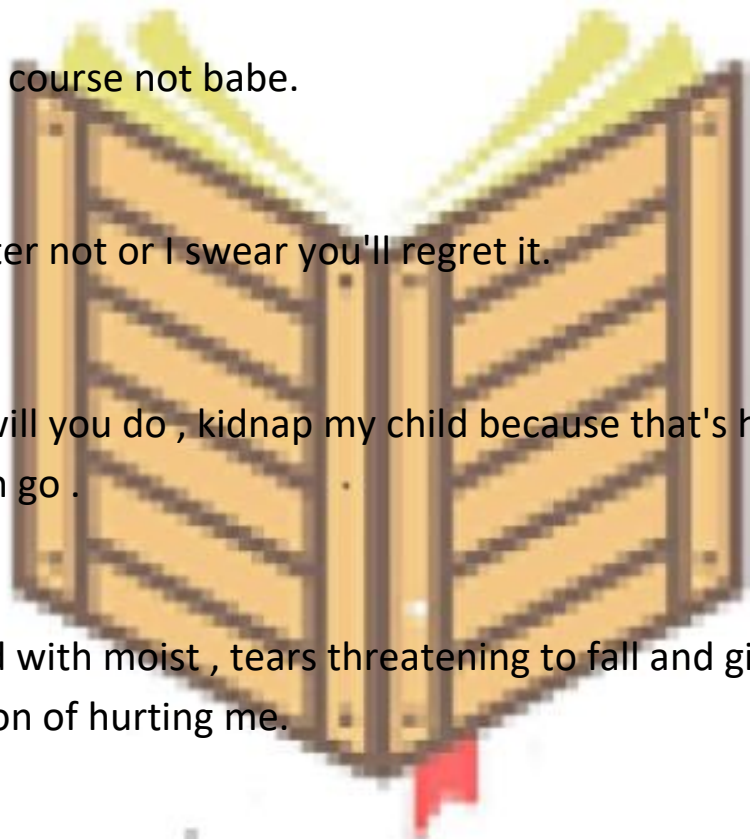 course not babe.
ter not or I swear you'll regret it.
will you do , kidnap my child because that's h
n go .
d with moist , tears threatening to fall and gi
on of hurting me.